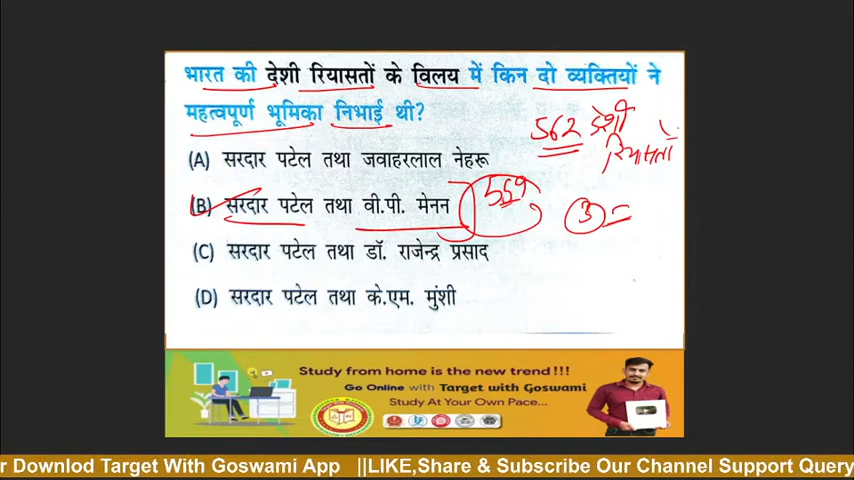 भारत की देशी रियासतों के विलय में किन दो व्यक्तियों ने
महत्वपूर्ण भूमिका निभाई थी?
562 देशी
रियासतों
(A) सरदार पटेल तथा जवाहरलाल नेहरू
(B) सरदार पटेल तथा वी.पी. मेनन
559
3
(C) सरदार पटेल तथा डॉ. राजेन्द्र प्रसाद
(D) सरदार पटेल तथा के.एम. मुंशी
Study from home is the new trend !!!
Go Online with Target with Goswami
Study At Your Own Pace...
r Downlod Target With Goswami App ||LIKE,Share & Subscribe Our Channel Support Query